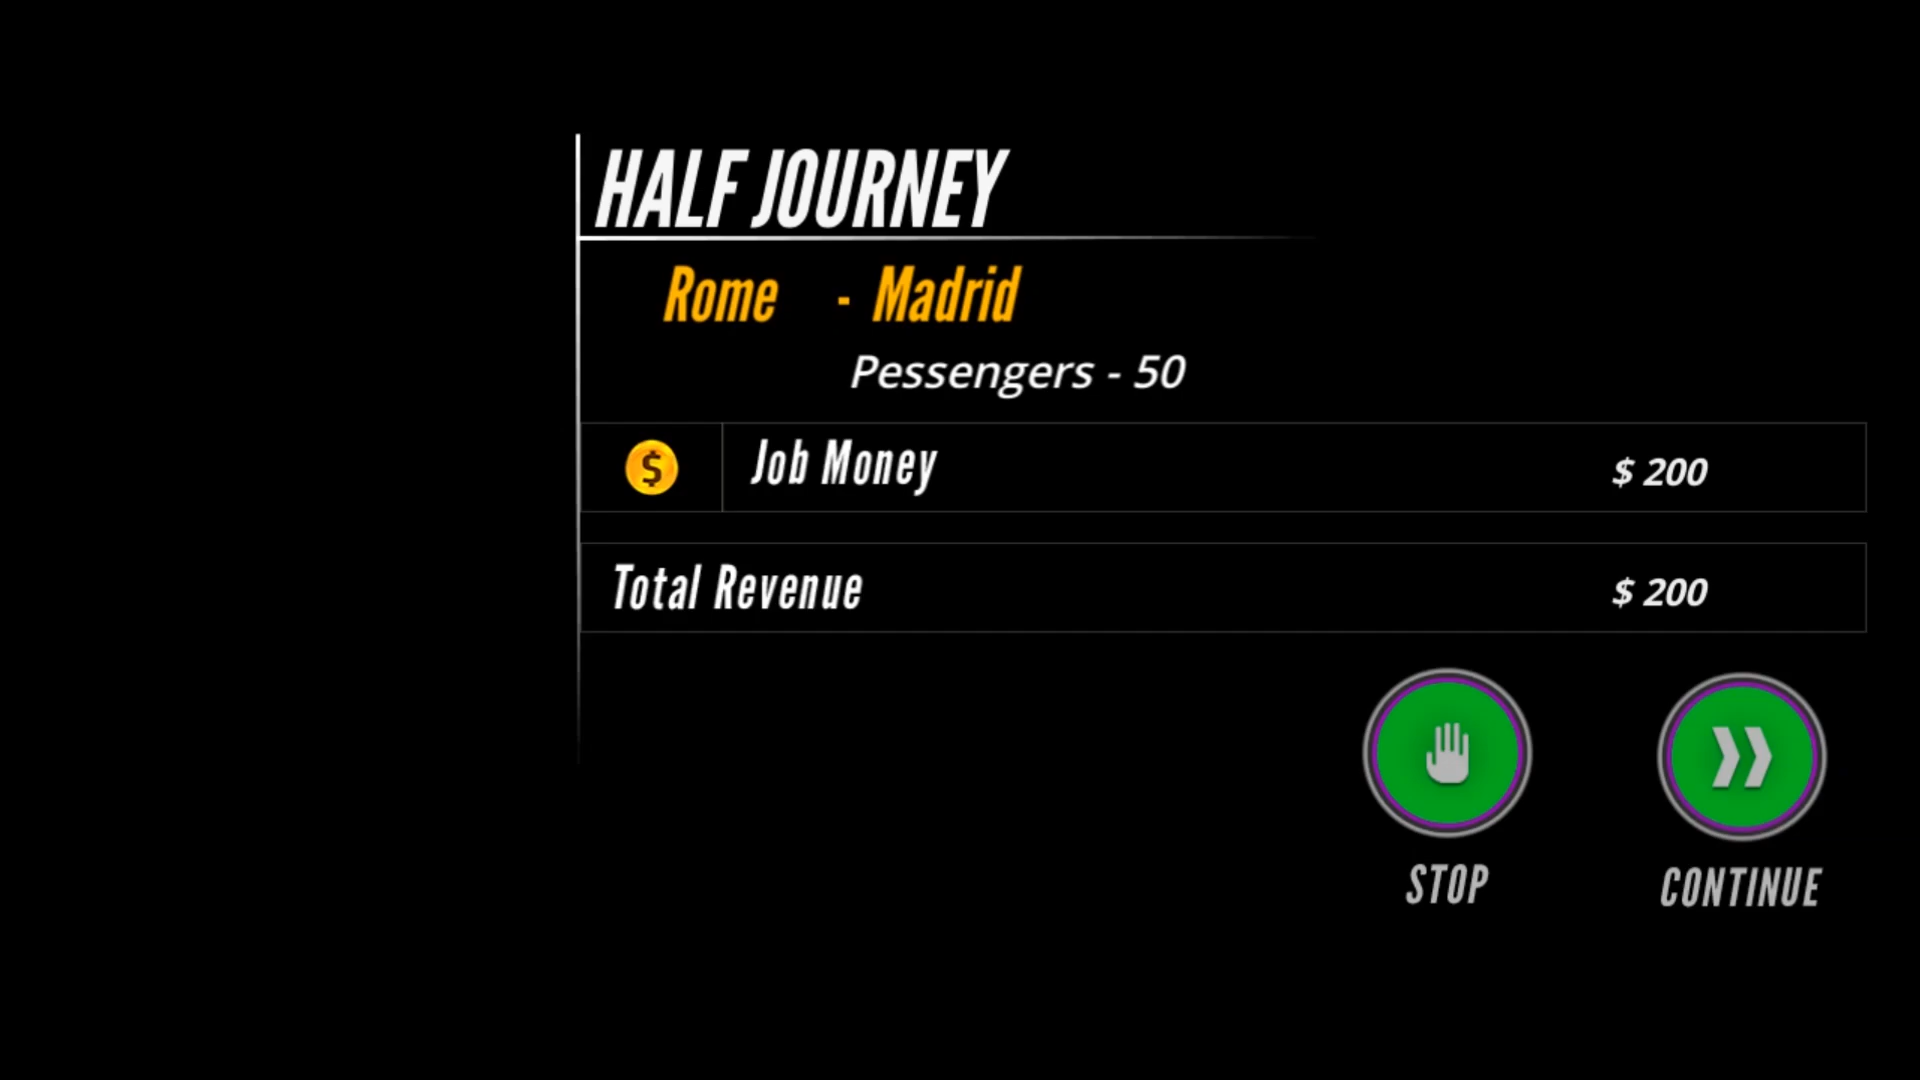 HALF JOURNEY
Rome - Madrid
Pessengers - 50
$ Job Money $ 200
Total Revenue $ 200
STOP CONTINUE